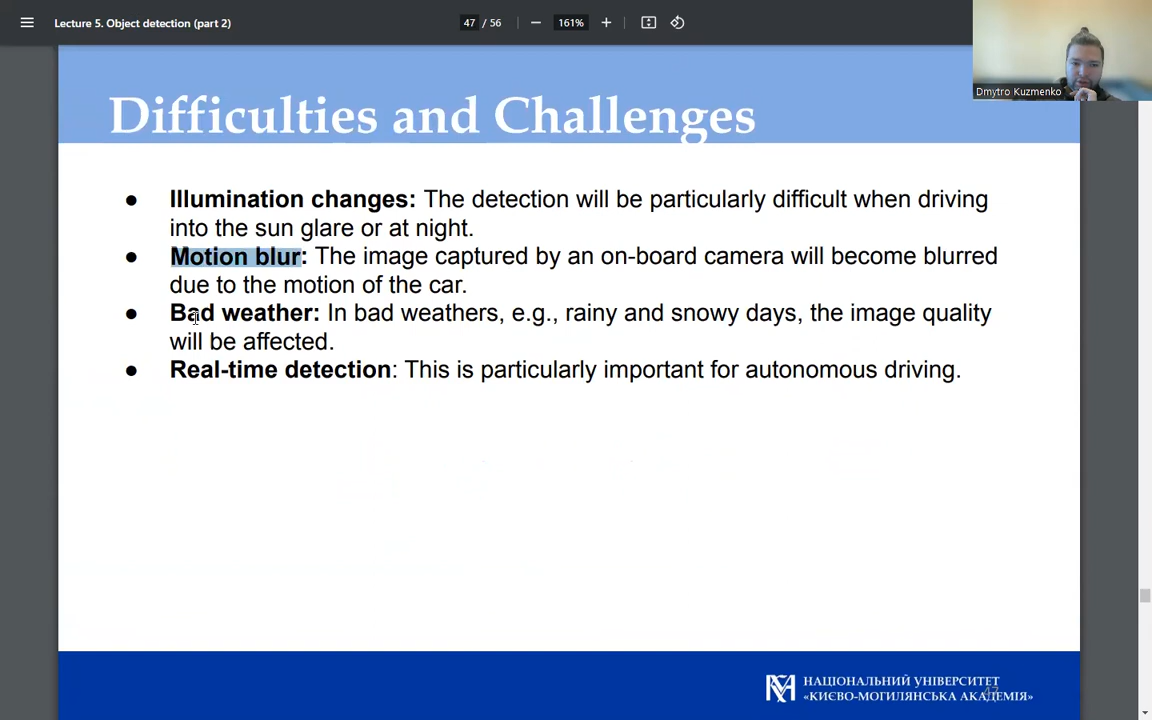 Lecture 5. Object detection (part 2)
47 / 56
161%
Dmytro Kuzmenko
Difficulties and Challenges
● Illumination changes: The detection will be particularly difficult when driving
into the sun glare or at night.
● Motion blur: The image captured by an on-board camera will become blurred
due to the motion of the car.
● Bad weather: In bad weathers, e.g., rainy and snowy days, the image quality
will be affected.
● Real-time detection: This is particularly important for autonomous driving.
НАЦІОНАЛЬНИЙ УНІВЕРСИТЕТ
«КИЄВО-МОГИЛЯНСЬКА АКАДЕМІЯ»
47